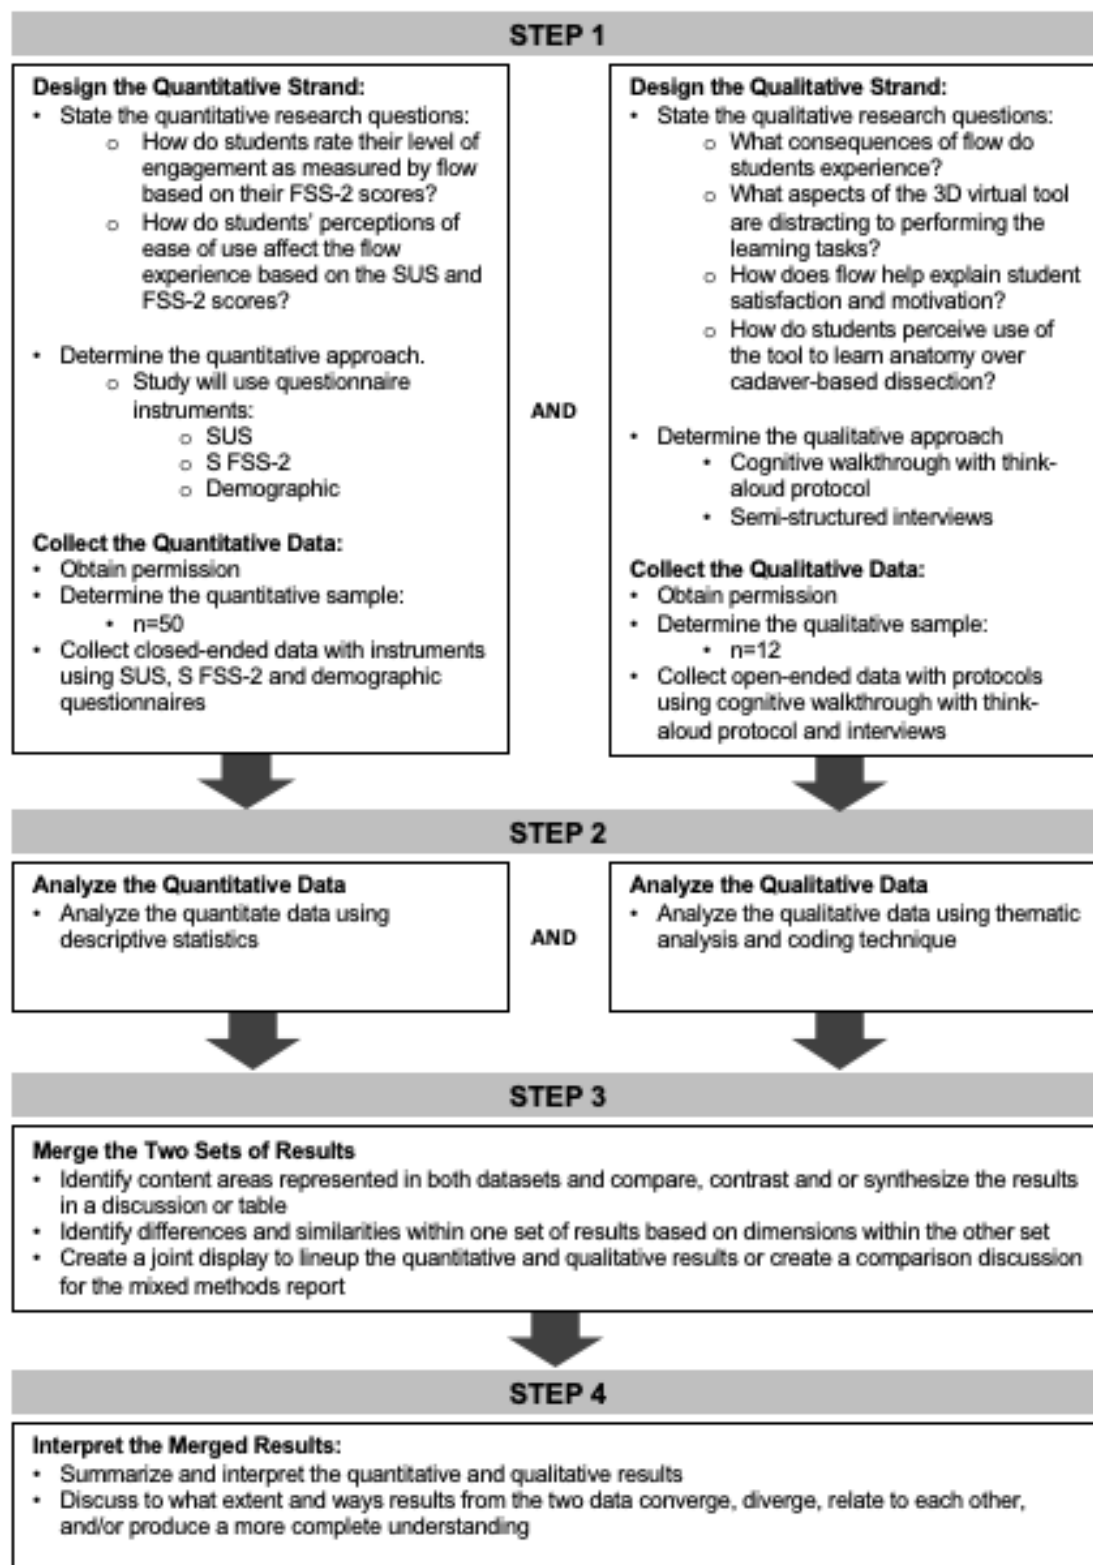 STEP 1
Design the Quantitative Strand:
• State the quantitative research questions:
o How do students rate their level of
engagement as measured by flow
based on their FSS-2 scores?
o How do students' perceptions of
ease of use affect the flow
experience based on the SUS and
FSS-2 scores?
• Determine the quantitative approach.
o Study will use questionnaire
instruments:
o SUS
o S FSS-2
o Demographic
Collect the Quantitative Data:
• Obtain permission
• Determine the quantitative sample:
• n=50
• Collect closed-ended data with instruments
using SUS, S FSS-2 and demographic
questionnaires
AND
Design the Qualitative Strand:
• State the qualitative research questions:
o What consequences of flow do
students experience?
o What aspects of the 3D virtual tool
are distracting to performing the
learning tasks?
o How does flow help explain student
satisfaction and motivation?
o How do students perceive use of
the tool to learn anatomy over
cadaver-based dissection?
• Determine the qualitative approach
• Cognitive walkthrough with think-
aloud protocol
• Semi-structured interviews
Collect the Qualitative Data:
• Obtain permission
• Determine the qualitative sample:
• n=12
• Collect open-ended data with protocols
using cognitive walkthrough with think-
aloud protocol and interviews
STEP 2
Analyze the Quantitative Data
• Analyze the quantitate data using
descriptive statistics
AND
Analyze the Qualitative Data
• Analyze the qualitative data using thematic
analysis and coding technique
STEP 3
Merge the Two Sets of Results
• Identify content areas represented in both datasets and compare, contrast and or synthesize the results
in a discussion or table
• Identify differences and similarities within one set of results based on dimensions within the other set
• Create a joint display to lineup the quantitative and qualitative results or create a comparison discussion
for the mixed methods report
STEP 4
Interpret the Merged Results:
• Summarize and interpret the quantitative and qualitative results
• Discuss to what extent and ways results from the two data converge, diverge, relate to each other,
and/or produce a more complete understanding